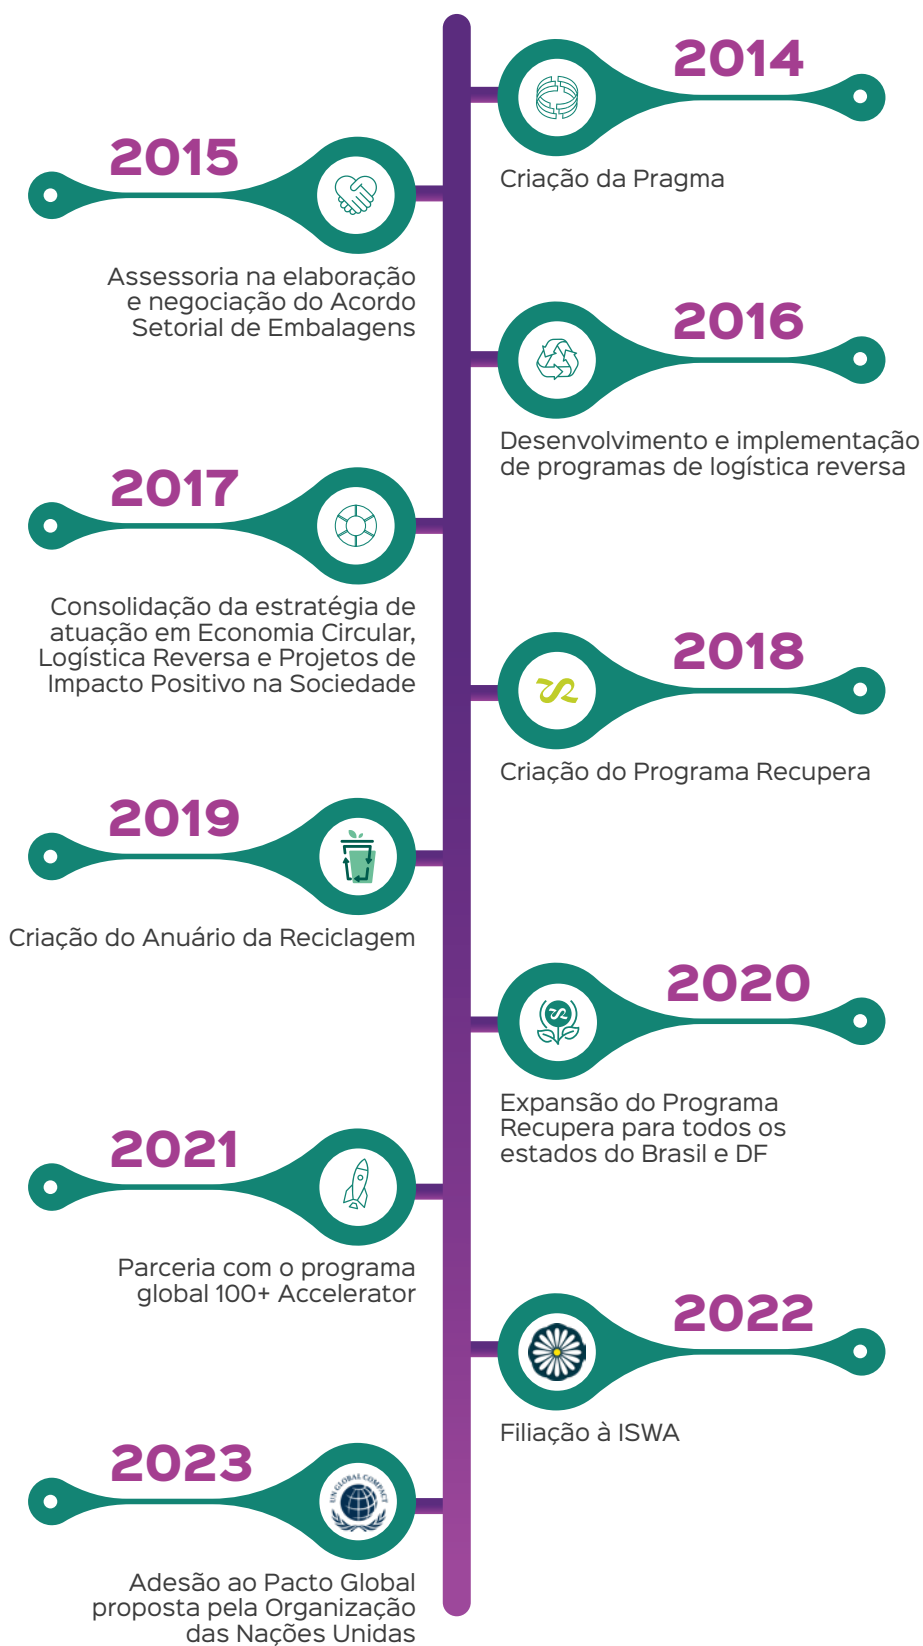 2014
Criação da Pragma
2015
Assessoria na elaboração
e negociação do Acordo
Setorial de Embalagens
2016
Desenvolvimento e implementação
de programas de logística reversa
2017
Consolidação da estratégia de
atuação em Economia Circular,
Logística Reversa e Projetos de
Impacto Positivo na Sociedade
2018
Criação do Programa Recupera
2019
Criação do Anuário da Reciclagem
2020
Expansão do Programa
Recupera para todos os
estados do Brasil e DF
2021
Parceria com o programa
global 100+ Accelerator
2022
Filiação à ISWA
2023
UN GLOBAL COMPACT
Adesão ao Pacto Global
proposta pela Organização
das Nações Unidas